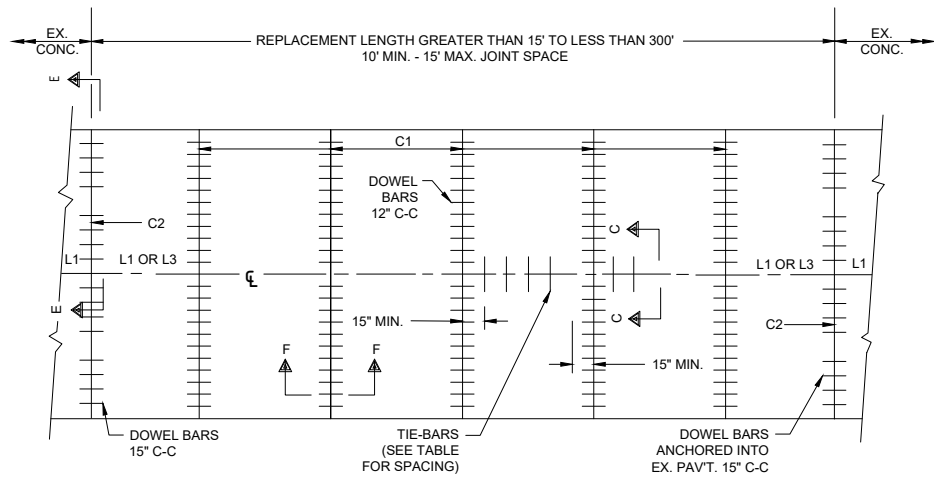 EX.
CONC.
REPLACEMENT LENGTH GREATER THAN 15' TO LESS THAN 300'
10' MIN. - 15' MAX. JOINT SPACE
EX.
CONC.
E
C1
DOWEL
BARS
12" C-C
C2
C
L1
L1 OR L3
℄
L1 OR L3
L1
E
15" MIN.
C
C2
F
F
15" MIN.
DOWEL BARS
15" C-C
TIE-BARS
(SEE TABLE
FOR SPACING)
DOWEL BARS
ANCHORED INTO
EX. PAV'T. 15" C-C